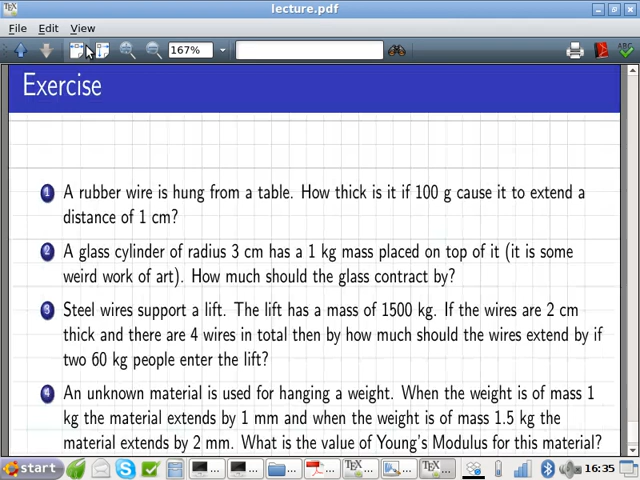 lecture.pdf
File Edit View
167%
Exercise
1 A rubber wire is hung from a table. How thick is it if 100 g cause it to extend a
distance of 1 cm?
2 A glass cylinder of radius 3 cm has a 1 kg mass placed on top of it (it is some
weird work of art). How much should the glass contract by?
3 Steel wires support a lift. The lift has a mass of 1500 kg. If the wires are 2 cm
thick and there are 4 wires in total then by how much should the wires extend by if
two 60 kg people enter the lift?
4 An unknown material is used for hanging a weight. When the weight is of mass 1
kg the material extends by 1 mm and when the weight is of mass 1.5 kg the
material extends by 2 mm. What is the value of Young's Modulus for this material?
start 16:35